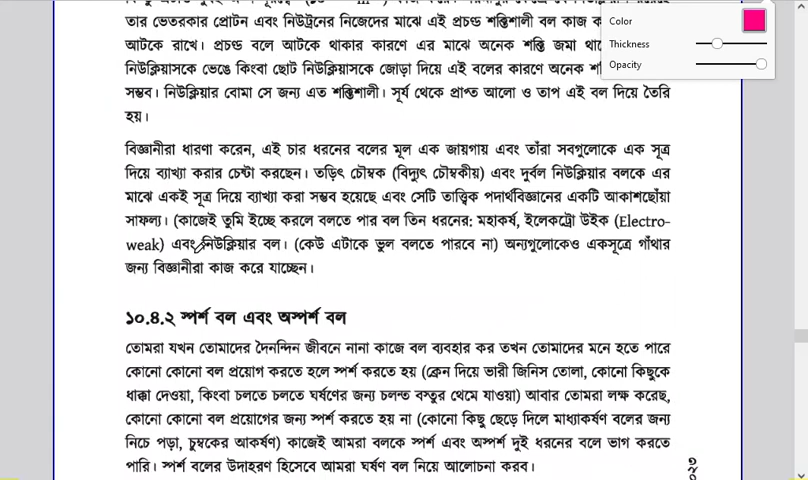 তার ভেতরকার প্রোটন এবং নিউট্রনের নিজেদের মাঝে এই প্রচন্ড শক্তিশালী বল কাজ
আটকে রাখে। প্রচন্ড বলে আটকে থাকার কারণে এর মাঝে অনেক শক্তি জমা
নিউক্লিয়াসকে ভেঙে কিংবা ছোট নিউক্লিয়াসকে জোড়া দিয়ে এই বলের কারণে অনেক
সম্ভব। নিউক্লিয়ার বোমা সে জন্য এত শক্তিশালী। সূর্য থেকে প্রাপ্ত আলো ও তাপ এই বল দিয়ে তৈরি
হয়।
Color
Thickness
Opacity
বিজ্ঞানীরা ধারণা করেন, এই চার ধরনের বলের মূল এক জায়গায় এবং তাঁরা সবগুলোকে এক সূত্র
দিয়ে ব্যাখ্যা করার চেষ্টা করছেন। তড়িৎ চৌম্বক (বিদ্যুৎ চৌম্বকীয়) এবং দুর্বল নিউক্লিয়ার বলকে এর
মাঝে একই সূত্র দিয়ে ব্যাখ্যা করা সম্ভব হয়েছে এবং সেটি তাত্ত্বিক পদার্থবিজ্ঞানের একটি আকাশছোঁয়া
সাফল্য। (কাজেই তুমি ইচ্ছে করলে বলতে পার বল তিন ধরনের: মহাকর্ষ, ইলেকট্রো উইক (Electro-
weak) এবং নিউক্লিয়ার বল। (কেউ এটাকে ভুল বলতে পারবে না) অন্যগুলোকেও একসূত্রে গাঁথার
জন্য বিজ্ঞানীরা কাজ করে যাচ্ছেন।
১০.৪.২ স্পর্শ বল এবং অস্পর্শ বল
তোমরা যখন তোমাদের দৈনন্দিন জীবনে নানা কাজে বল ব্যবহার কর তখন তোমাদের মনে হতে পারে
কোনো কোনো বল প্রয়োগ করতে হলে স্পর্শ করতে হয় (ক্রেন দিয়ে ভারী জিনিস তোলা, কোনো কিছুকে
ধাক্কা দেওয়া, কিংবা চলতে চলতে ঘর্ষণের জন্য চলন্ত বস্তুর থেমে যাওয়া) আবার তোমরা লক্ষ করেছ,
কোনো কোনো বল প্রয়োগের জন্য স্পর্শ করতে হয় না (কোনো কিছু ছেড়ে দিলে মাধ্যাকর্ষণ বলের জন্য
নিচে পড়া, চুম্বকের আকর্ষণ) কাজেই আমরা বলকে স্পর্শ এবং অস্পর্শ দুই ধরনের বলে ভাগ করতে
পারি। স্পর্শ বলের উদাহরণ হিসেবে আমরা ঘর্ষণ বল নিয়ে আলোচনা করব।